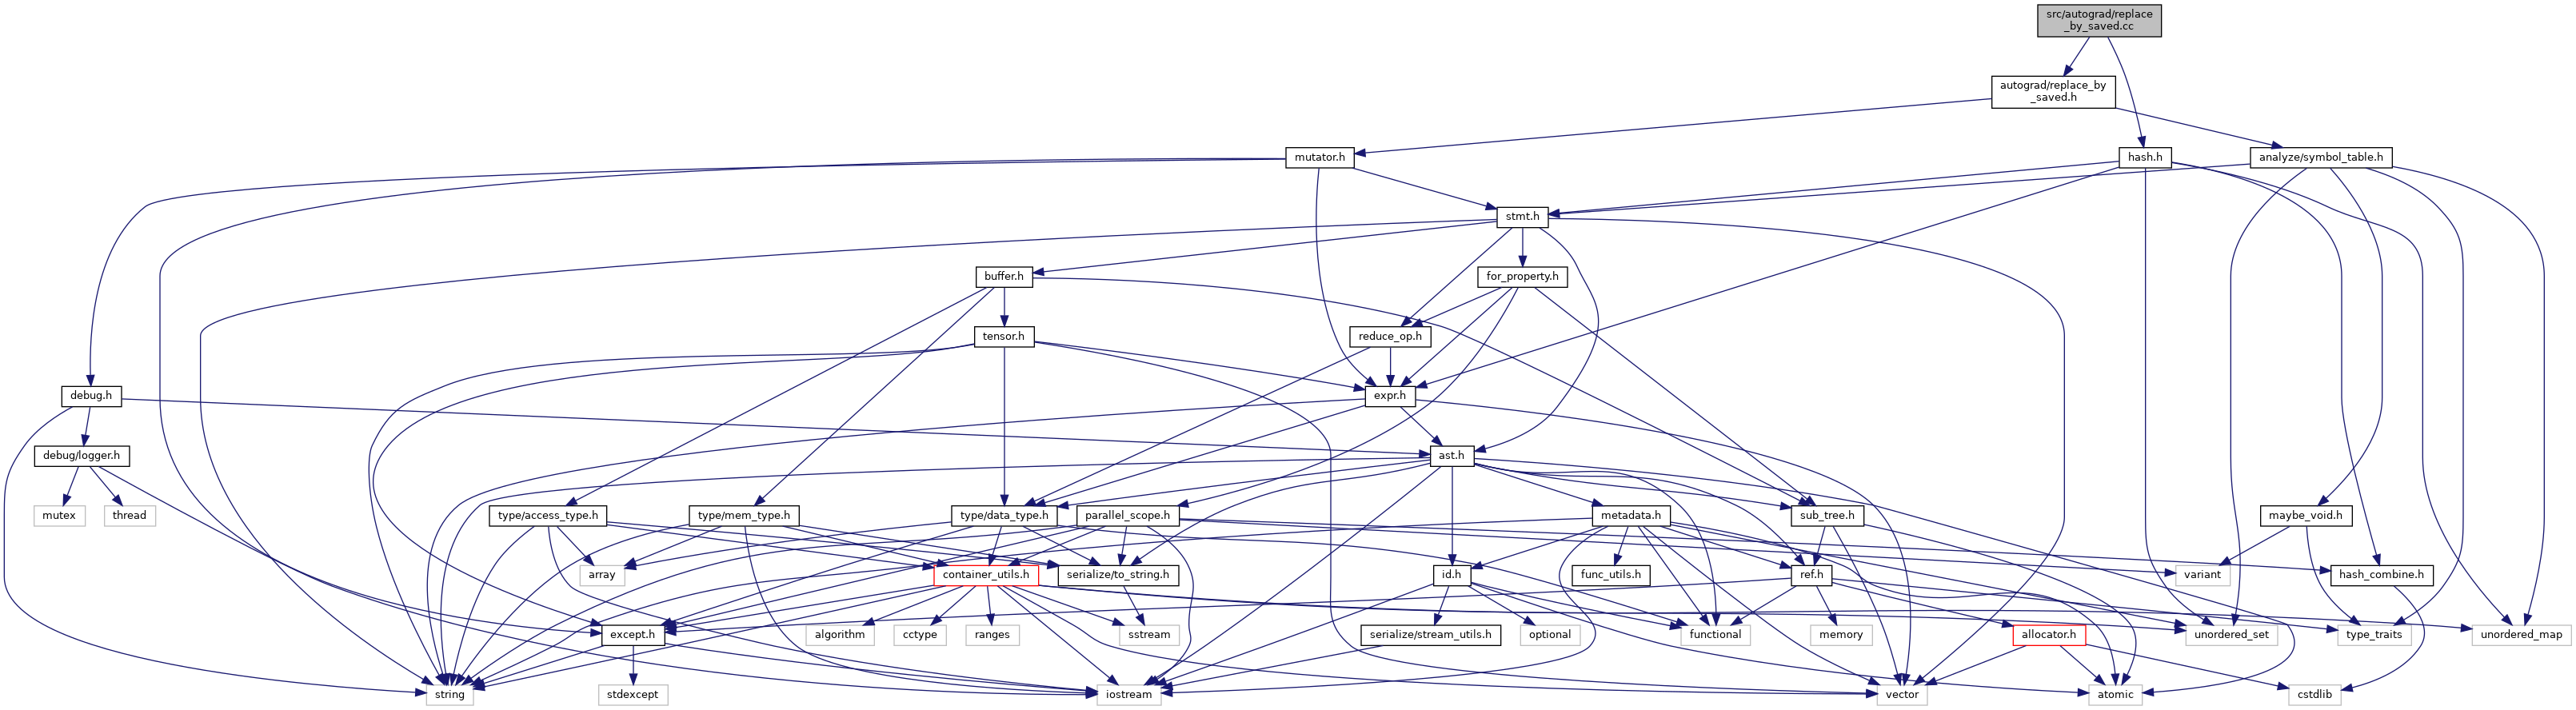 src/autograd/replace
_by_saved.cc
autograd/replace_by
_saved.h
mutator.h
hash.h
analyze/symbol_table.h
stmt.h
buffer.h
for_property.h
tensor.h
reduce_op.h
debug.h
expr.h
debug/logger.h
ast.h
mutex
thread
type/access_type.h
type/mem_type.h
type/data_type.h
parallel_scope.h
metadata.h
sub_tree.h
maybe_void.h
array
container_utils.h
serialize/to_string.h
id.h
func_utils.h
ref.h
variant
hash_combine.h
except.h
algorithm
cctype
ranges
sstream
serialize/stream_utils.h
optional
functional
memory
allocator.h
unordered_set
type_traits
unordered_map
string
stdexcept
iostream
vector
atomic
cstdlib